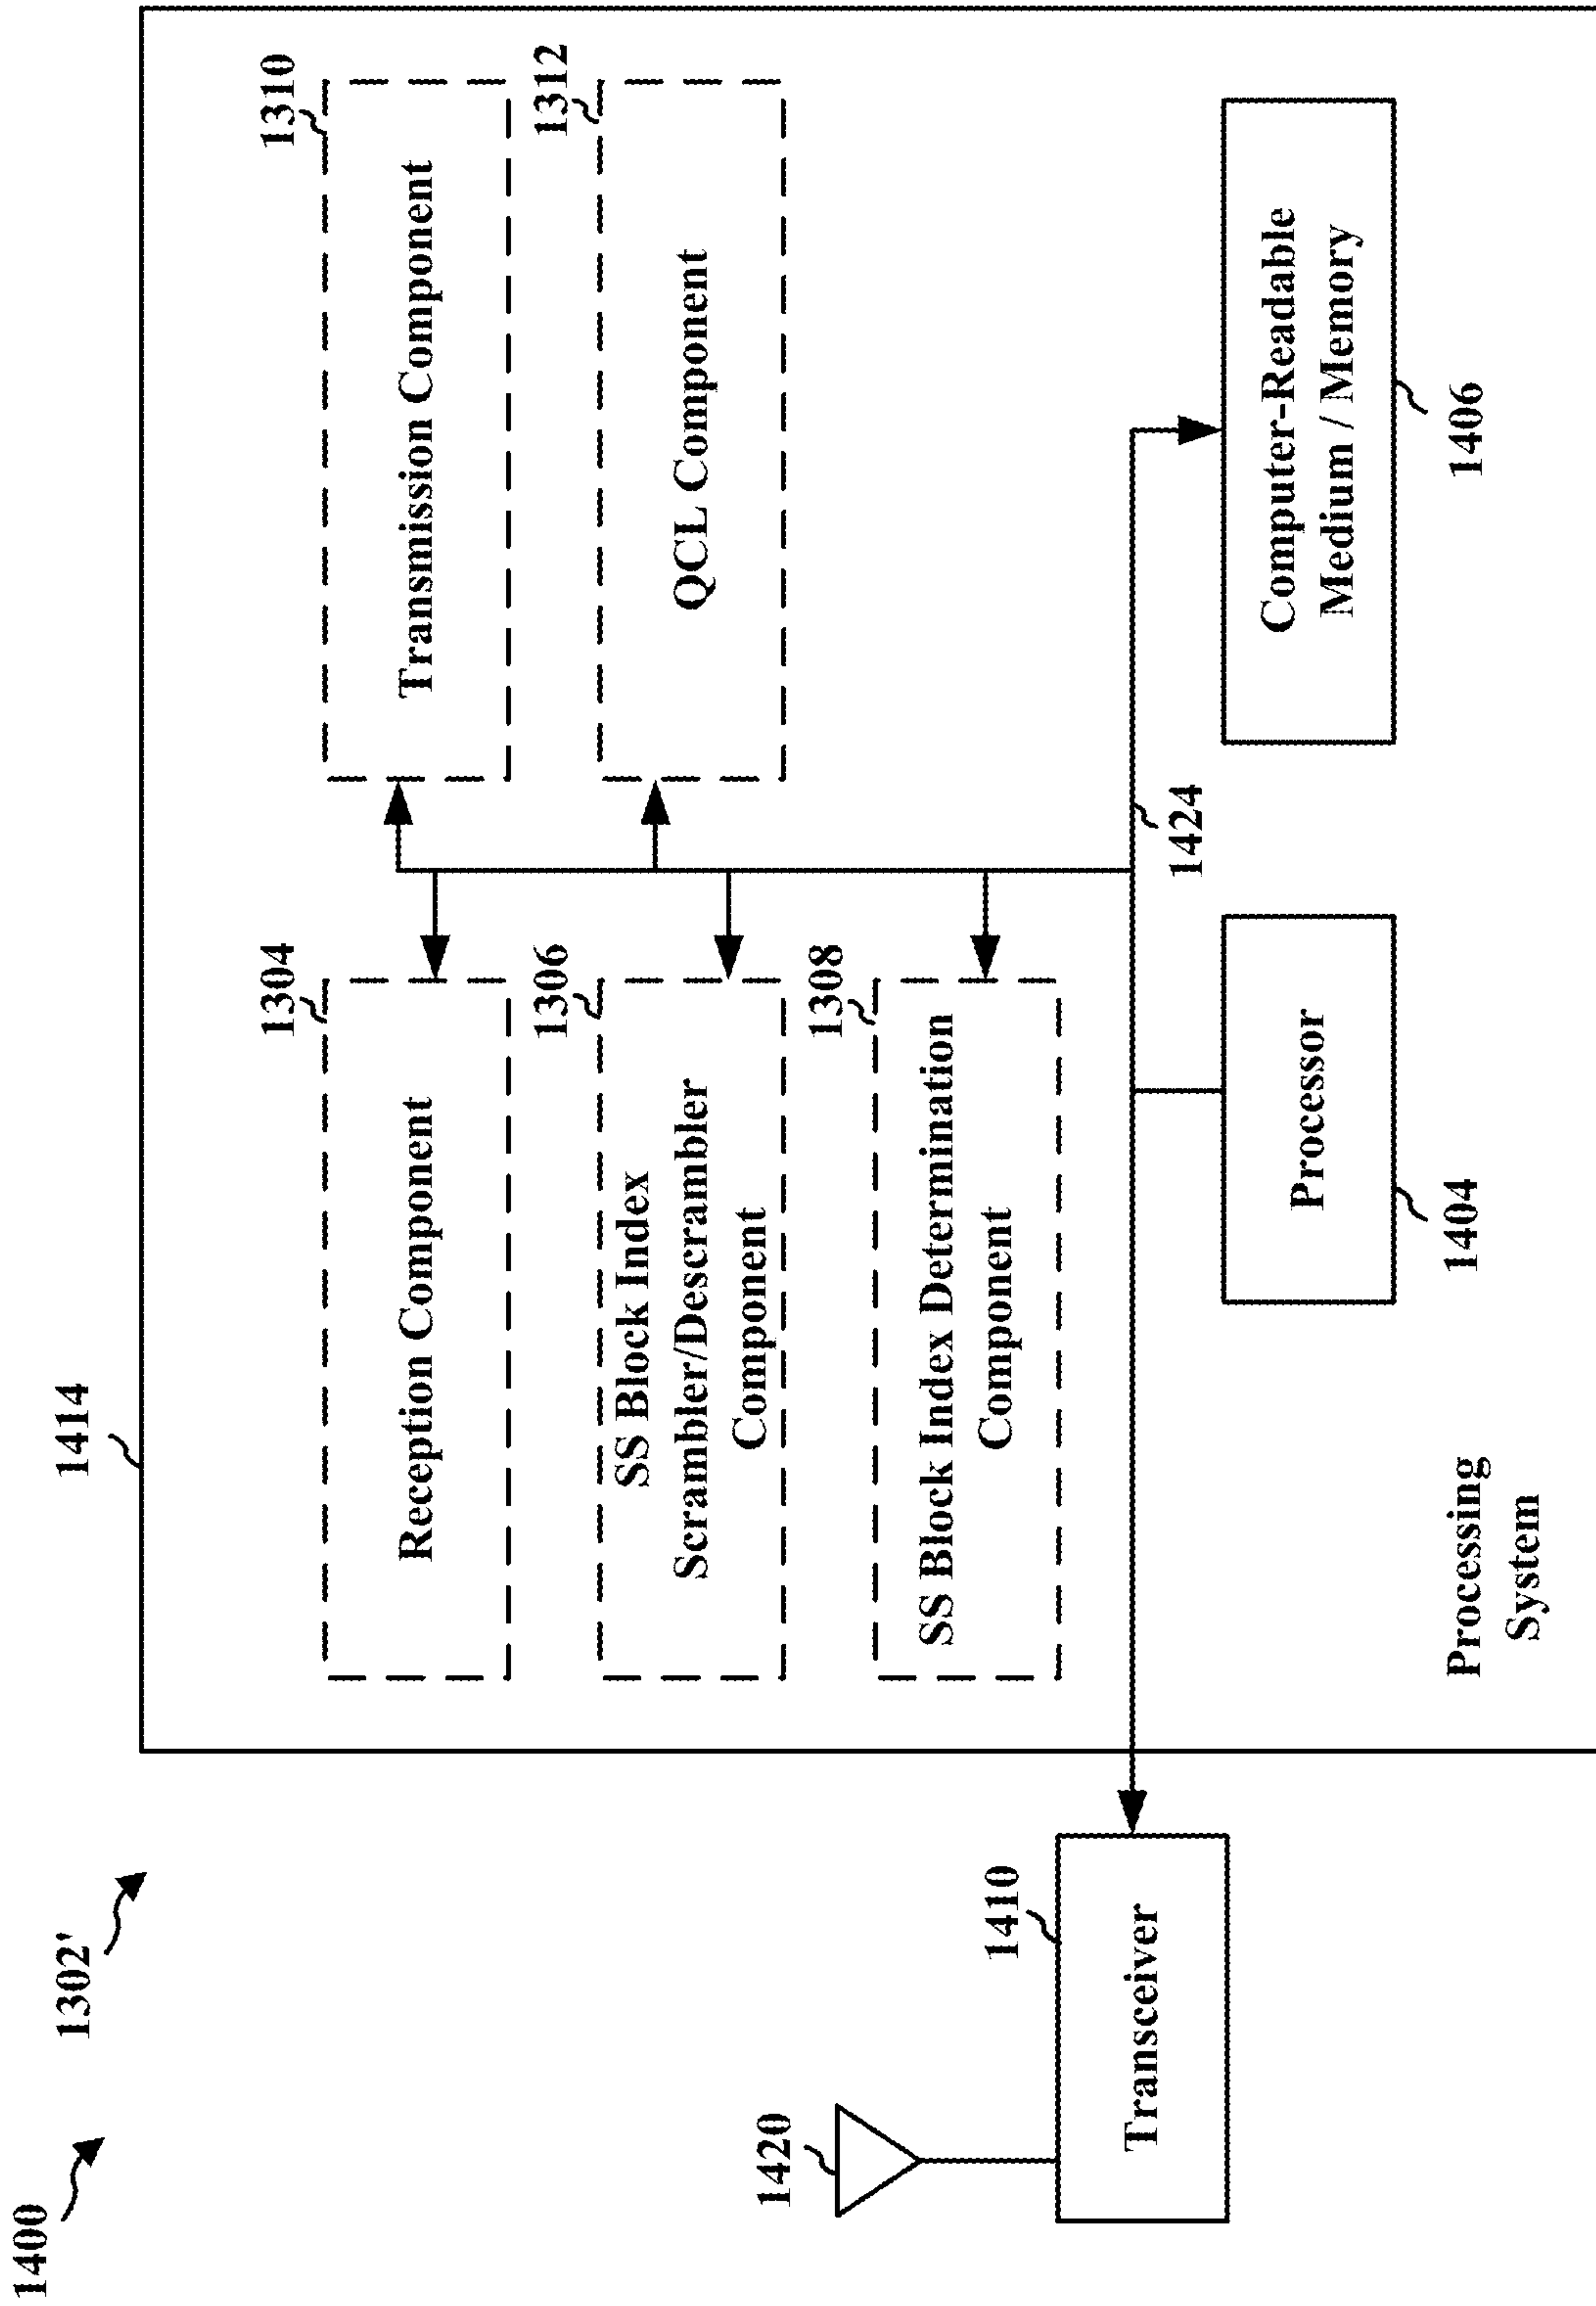 1400
1302'
1414
1304
Reception Component
1310
Transmission Component
1306
SS Block Index
Scrambler/Descrambler
Component
1312
QCL Component
1308
SS Block Index Determination
Component
1420
1410
Transceiver
1424
Processor
1404
Computer-Readable
Medium / Memory
1406
Processing
System